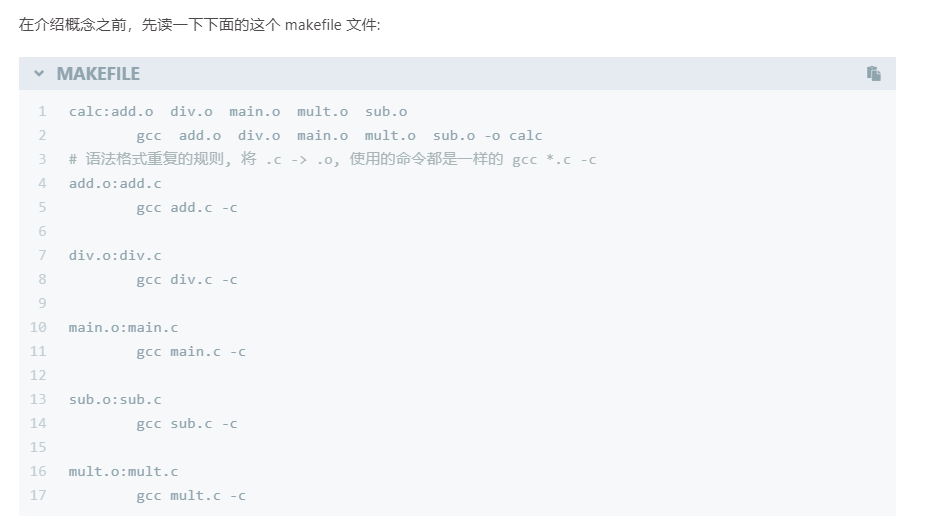 在介绍概念之前，先读一下下面的这个 makefile 文件:
MAKEFILE
1 calc:add.o  div.o  main.o  mult.o  sub.o
2         gcc  add.o  div.o  main.o  mult.o  sub.o -o calc
3 # 语法格式重复的规则, 将 .c -> .o, 使用的命令都是一样的 gcc *.c -c
4 add.o:add.c
5         gcc add.c -c
6
7 div.o:div.c
8         gcc div.c -c
9
10 main.o:main.c
11         gcc main.c -c
12
13 sub.o:sub.c
14         gcc sub.c -c
15
16 mult.o:mult.c
17         gcc mult.c -c